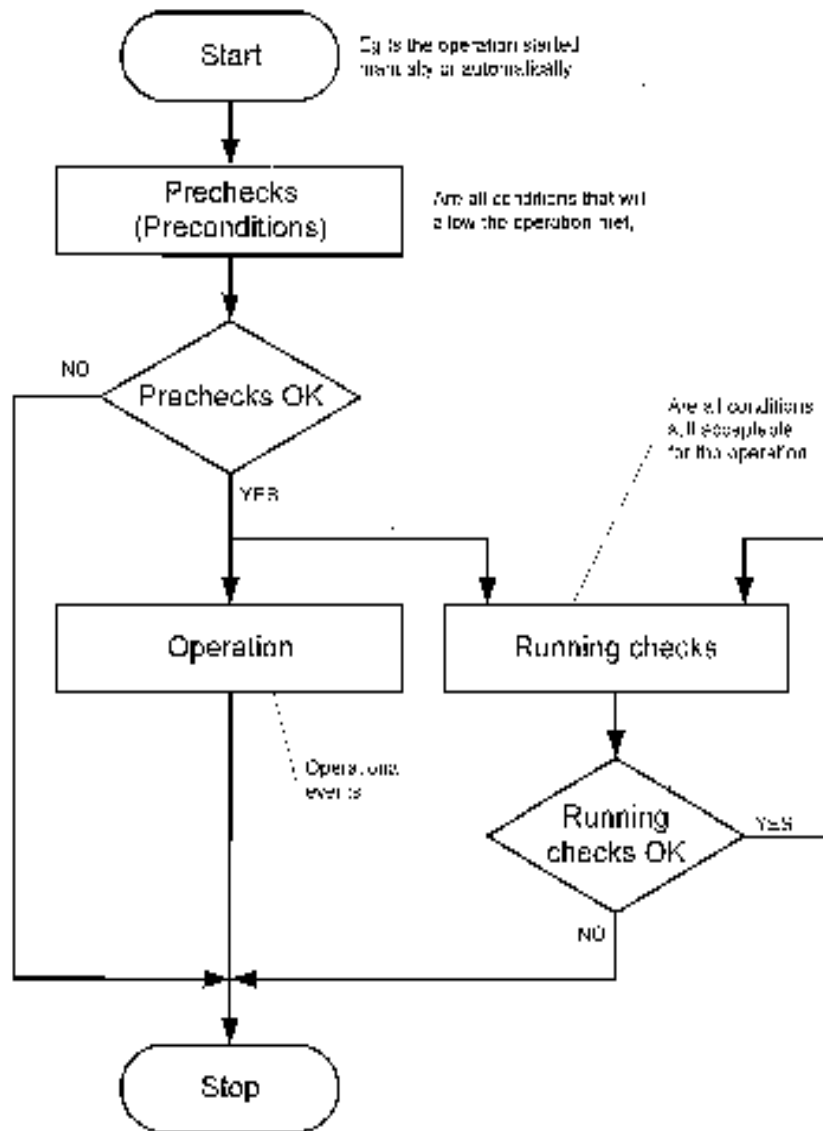 Start
Eg Is the operation started
manually or automatically
Prechecks
(Preconditions)
Are all conditions that will
allow the operation met,
NO
Prechecks OK
YES
Are all conditions
still acceptable
for the operation
Operation
Running checks
Operational
events
Running
checks OK
YES
NO
Stop